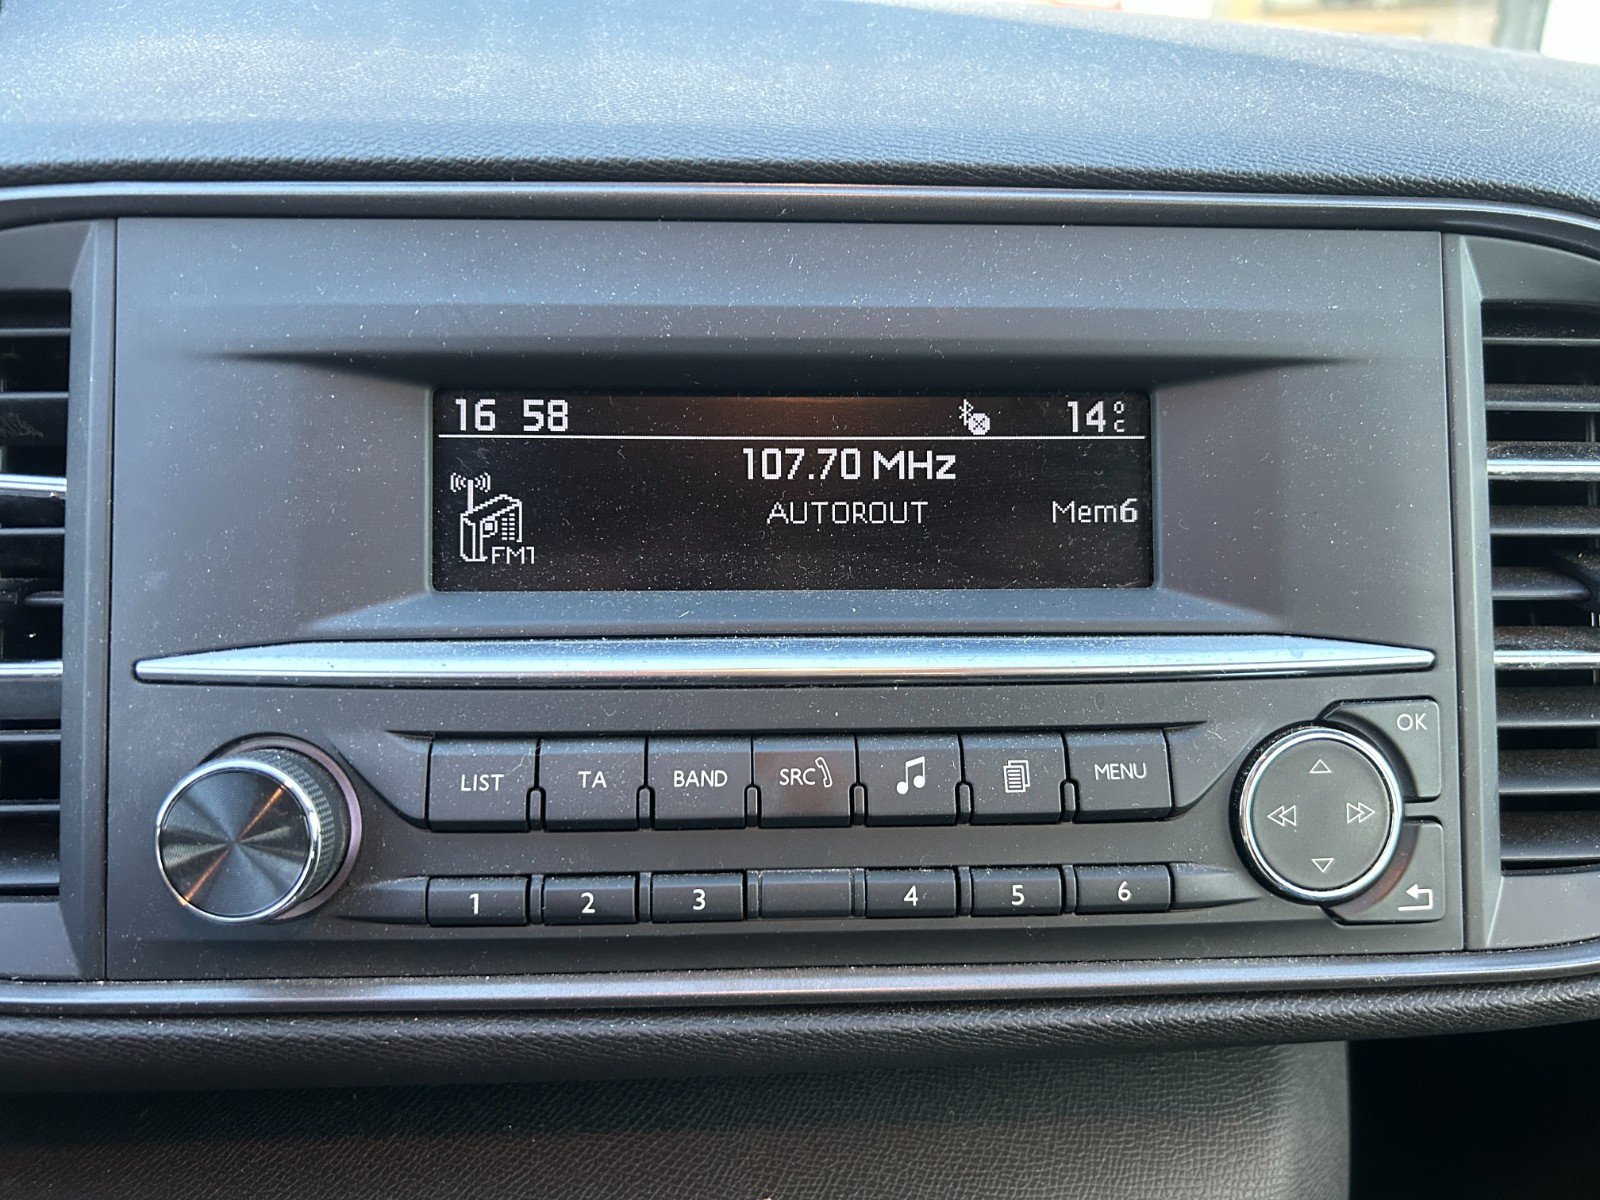 16 58 14°C
107.70 MHz
AUTOROUT Mem6
FM1
OK
LIST TA BAND SRC MENU
1 2 3 4 5 6